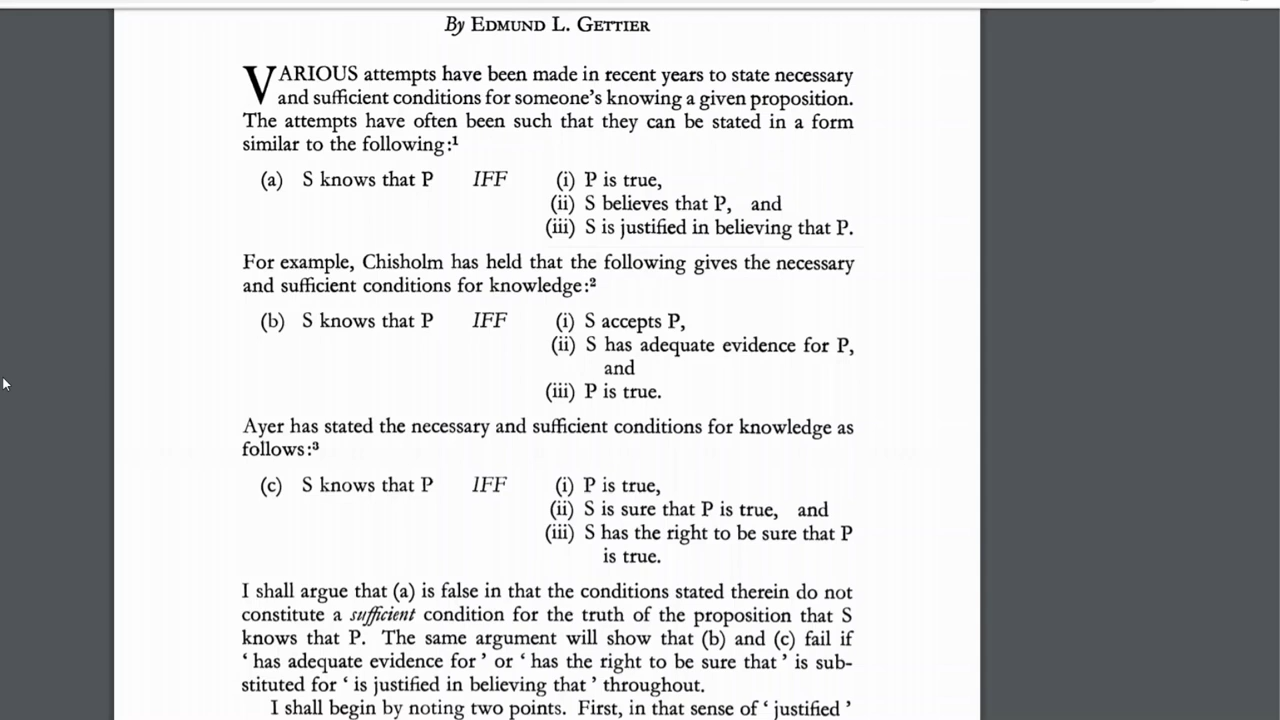 By EDMUND L. GETTIER
VARIOUS attempts have been made in recent years to state necessary
and sufficient conditions for someone's knowing a given proposition.
The attempts have often been such that they can be stated in a form
similar to the following:¹
(a) S knows that P IFF (i) P is true,
(ii) S believes that P, and
(iii) S is justified in believing that P.
For example, Chisholm has held that the following gives the necessary
and sufficient conditions for knowledge:²
(b) S knows that P IFF (i) S accepts P,
(ii) S has adequate evidence for P,
and
(iii) P is true.
Ayer has stated the necessary and sufficient conditions for knowledge as
follows:³
(c) S knows that P IFF (i) P is true,
(ii) S is sure that P is true, and
(iii) S has the right to be sure that P
is true.
I shall argue that (a) is false in that the conditions stated therein do not
constitute a sufficient condition for the truth of the proposition that S
knows that P. The same argument will show that (b) and (c) fail if
‘ has adequate evidence for ’ or ‘ has the right to be sure that ’ is sub-
stituted for ‘ is justified in believing that ’ throughout.
I shall begin by noting two points. First, in that sense of ‘ justified ’